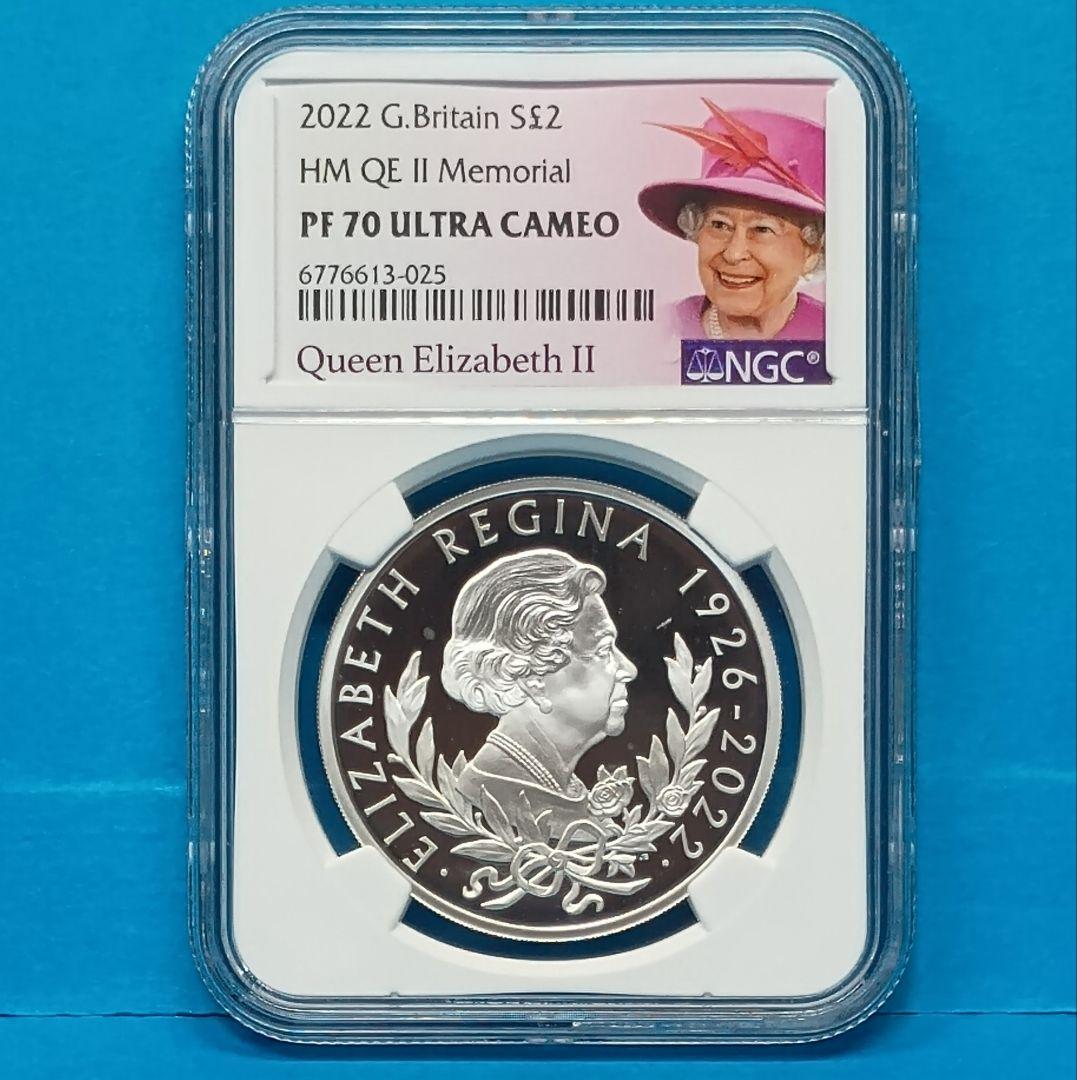 2022 G.Britain S£2
HM QE II Memorial
PF 70 ULTRA CAMEO
6776613-025
Queen Elizabeth II
NGC®
· ELIZABETH REGINA 1926-2022 ·